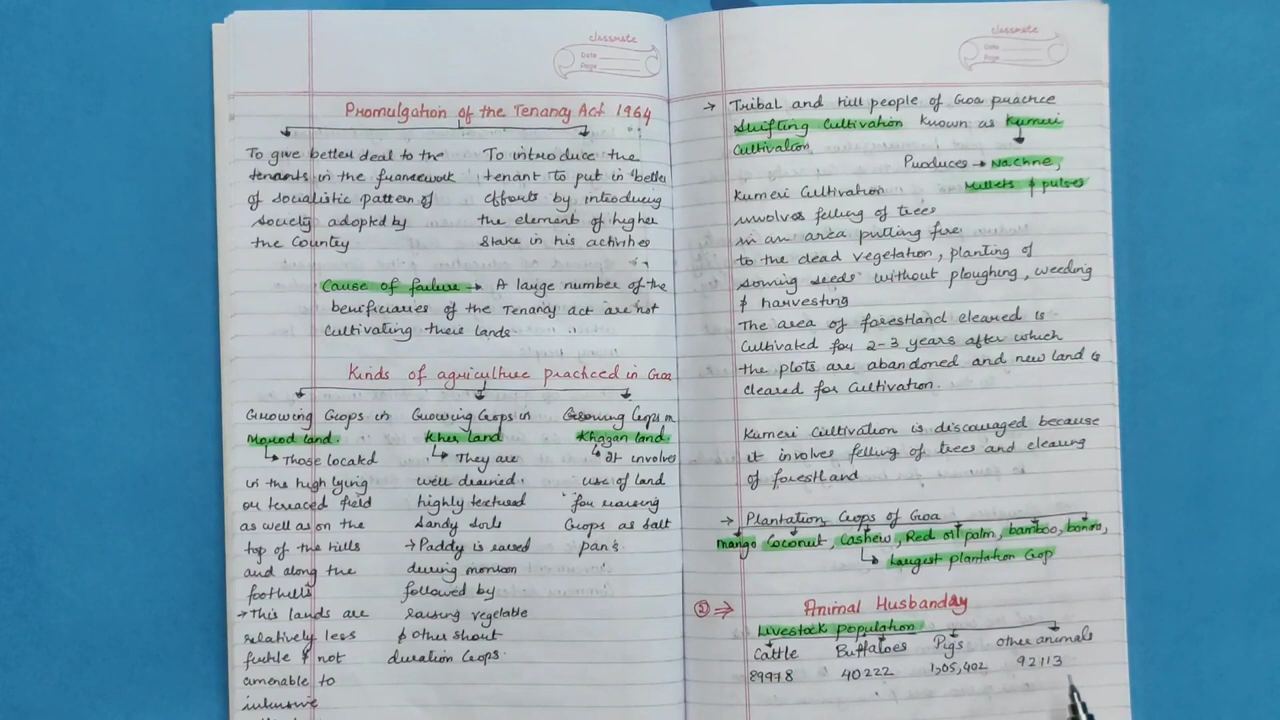 classmate
Date
Page
Promulgation of the Tenancy Act 1964
To give better deal to the
tenants in the framework
of socialistic pattern of
society adopted by
the Country
To introduce the
tenant to put in better
efforts by introducing
the element of higher
stake in his activities
Cause of failure → A large number of the
benificiaries of the Tenancy act are not
cultivating these lands
Kinds of agriculture practiced in Goa
Growing Crops in
Morod land.
Those located
in the high lying
or terraced field
as well as on the
top of the hills
and along the
foothills
→ This lands are
relatively less
fertile & not
amenable to
intensive
Growing Crops in
Kher land
They are
well drained,
highly textured
sandy soils
→ Paddy is raised
during monsoon
followed by
raising vegetable
& other short
duration Crops.
Growing Crops in
Khazan land.
It involves
use of land
for raising
Crops as salt
pans
classmate
Date
Page
→ Tribal and hill people of Goa practice
shifting Cultivation known as Kumeri
Cultivation
Produces → Nachne,
Millets & pulses
Kumeri Cultivation
involves felling of trees
in an area putting fire
to the dead vegetation, planting of
sowing seeds without ploughing, weeding
& harvesting
The area of forestland cleared is
Cultivated for 2-3 years after which
the plots are abandoned and new land is
cleared for Cultivation.
Kumeri Cultivation is discouraged because
it involves felling of trees and clearing
of forestland
→ Plantation Crops of Goa
mango Coconut, Cashew, Red oil palm, bamboo,
Largest plantation Crop
② ⇒ Animal Husbandry
Livestock population
Cattle Buffaloes Pigs other animals
89978 40222 1,05,402 92113